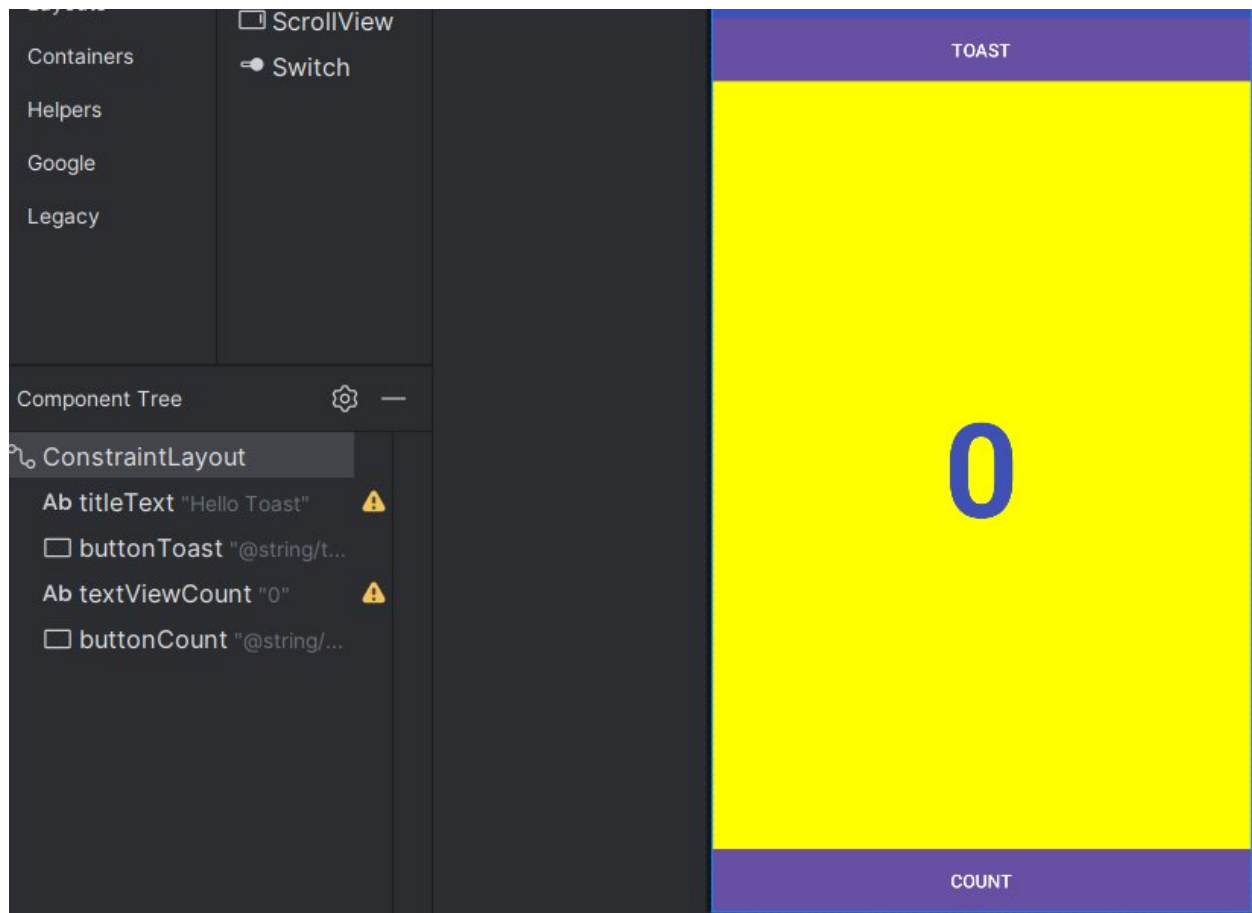 ScrollView
Containers
Switch
Helpers
Google
Legacy
Component Tree
ConstraintLayout
Ab titleText "Hello Toast"
buttonToast "@string/t...
Ab textViewCount "0"
buttonCount "@string/...
TOAST
0
COUNT